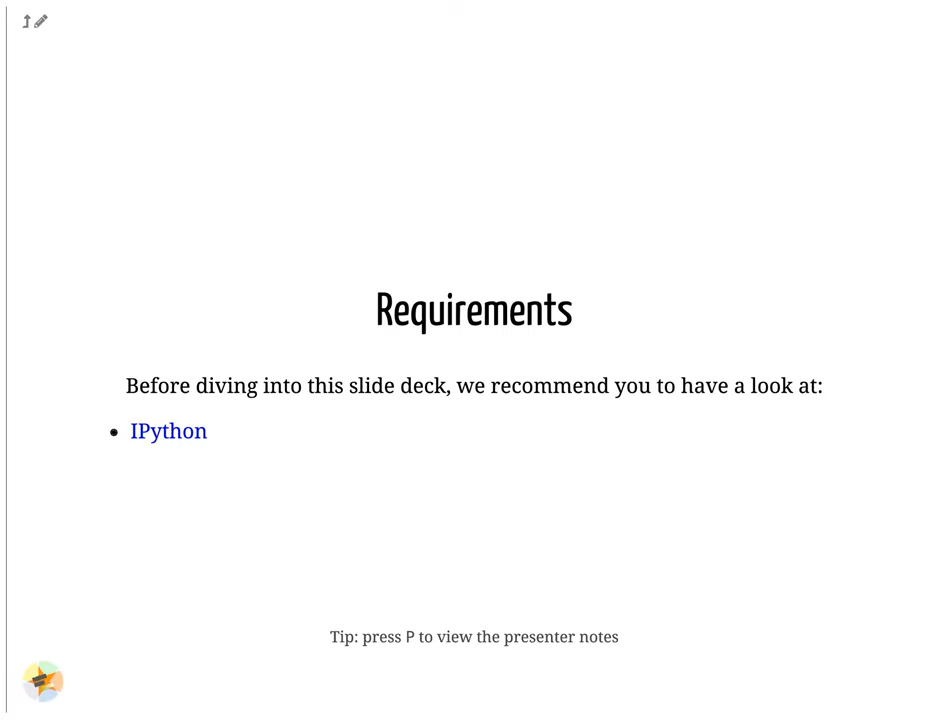 Requirements
Before diving into this slide deck, we recommend you to have a look at:
IPython
Tip: press P to view the presenter notes